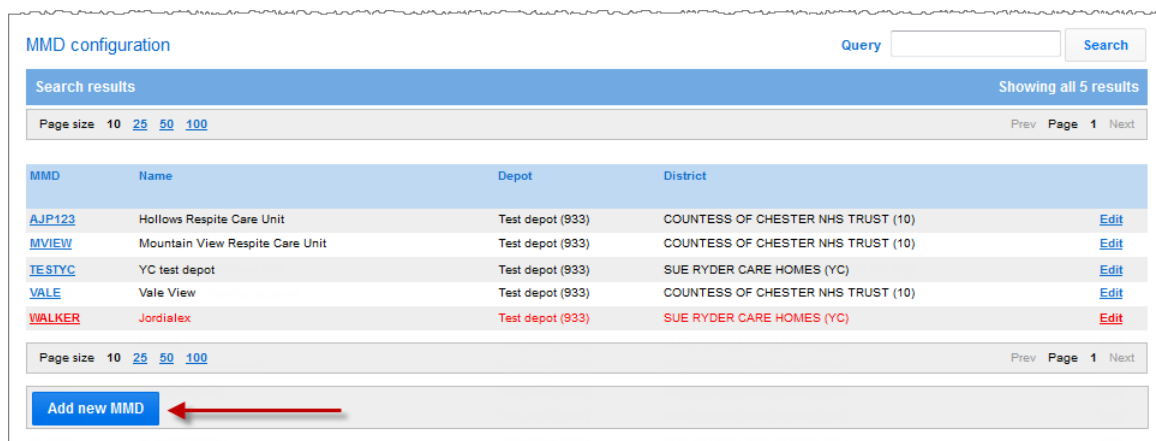 MMD configuration Query Search
Search results Showing all 5 results
Page size 10 25 50 100 Prev Page 1 Next
MMD Name Depot District
AJP123 Hollows Respite Care Unit Test depot (933) COUNTESS OF CHESTER NHS TRUST (10) Edit
MVIEW Mountain View Respite Care Unit Test depot (933) COUNTESS OF CHESTER NHS TRUST (10) Edit
TESTYC YC test depot Test depot (933) SUE RYDER CARE HOMES (YC) Edit
VALE Vale View Test depot (933) COUNTESS OF CHESTER NHS TRUST (10) Edit
WALKER Jordialex Test depot (933) SUE RYDER CARE HOMES (YC) Edit
Page size 10 25 50 100 Prev Page 1 Next
Add new MMD